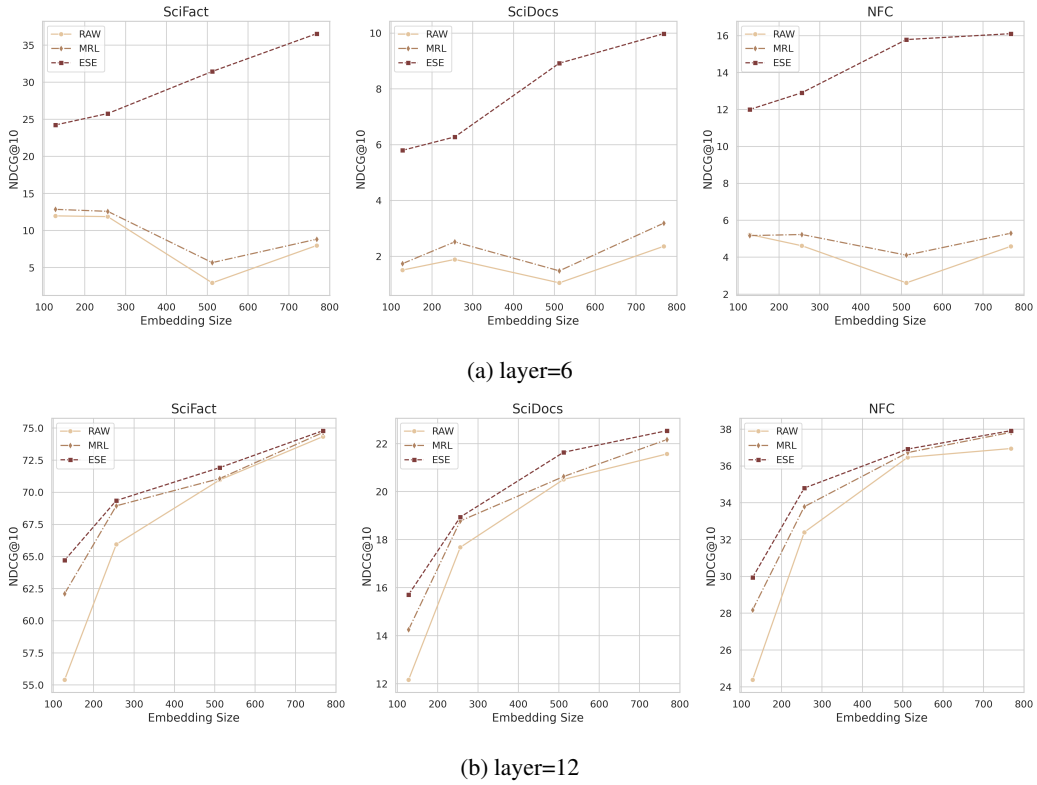 SciFact
RAW
MRL
ESE
35
30
25
20
15
10
5
NDCG@10
100 200 300 400 500 600 700 800
Embedding Size
SciDocs
RAW
MRL
ESE
10
8
6
4
2
NDCG@10
100 200 300 400 500 600 700 800
Embedding Size
NFC
RAW
MRL
ESE
16
14
12
10
8
6
4
2
NDCG@10
100 200 300 400 500 600 700 800
Embedding Size
(a) layer=6
SciFact
RAW
MRL
ESE
75.0
72.5
70.0
67.5
65.0
62.5
60.0
57.5
55.0
NDCG@10
100 200 300 400 500 600 700 800
Embedding Size
SciDocs
RAW
MRL
ESE
22
20
18
16
14
12
NDCG@10
100 200 300 400 500 600 700 800
Embedding Size
NFC
RAW
MRL
ESE
38
36
34
32
30
28
26
24
NDCG@10
100 200 300 400 500 600 700 800
Embedding Size
(b) layer=12